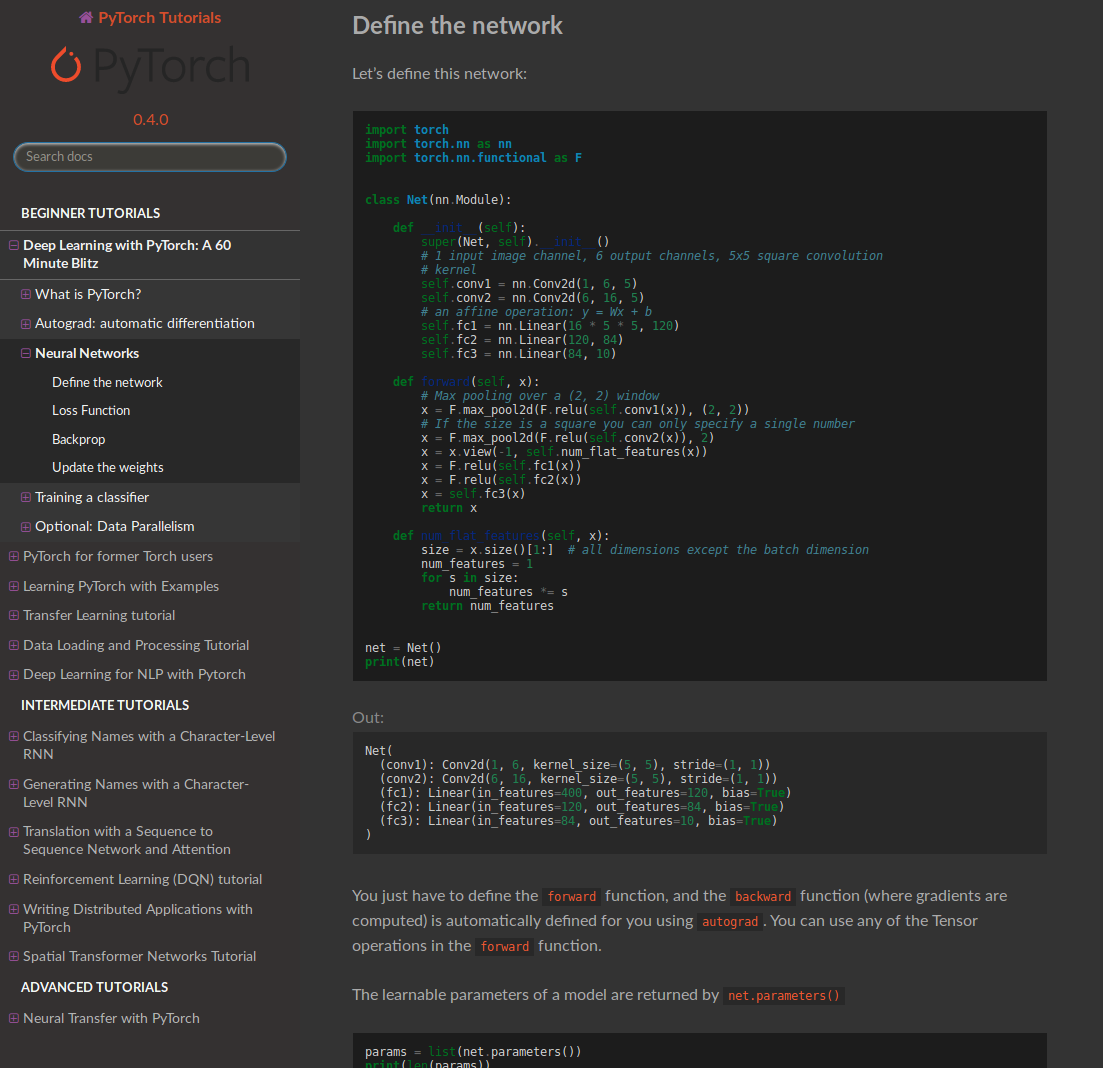 PyTorch Tutorials
PyTorch
0.4.0
Search docs
BEGINNER TUTORIALS
Deep Learning with PyTorch: A 60
Minute Blitz
What is PyTorch?
Autograd: automatic differentiation
Neural Networks
Define the network
Loss Function
Backprop
Update the weights
Training a classifier
Optional: Data Parallelism
PyTorch for former Torch users
Learning PyTorch with Examples
Transfer Learning tutorial
Data Loading and Processing Tutorial
Deep Learning for NLP with Pytorch
INTERMEDIATE TUTORIALS
Classifying Names with a Character-Level
RNN
Generating Names with a Character-
Level RNN
Translation with a Sequence to
Sequence Network and Attention
Reinforcement Learning (DQN) tutorial
Writing Distributed Applications with
PyTorch
Spatial Transformer Networks Tutorial
ADVANCED TUTORIALS
Neural Transfer with PyTorch
Define the network
Let's define this network:
import torch
import torch.nn as nn
import torch.nn.functional as F
class Net(nn.Module):
    def __init__(self):
        super(Net, self).__init__()
        # 1 input image channel, 6 output channels, 5x5 square convolution
        # kernel
        self.conv1 = nn.Conv2d(1, 6, 5)
        self.conv2 = nn.Conv2d(6, 16, 5)
        # an affine operation: y = Wx + b
        self.fc1 = nn.Linear(16 * 5 * 5, 120)
        self.fc2 = nn.Linear(120, 84)
        self.fc3 = nn.Linear(84, 10)
    def forward(self, x):
        # Max pooling over a (2, 2) window
        x = F.max_pool2d(F.relu(self.conv1(x)), (2, 2))
        # If the size is a square you can only specify a single number
        x = F.max_pool2d(F.relu(self.conv2(x)), 2)
        x = x.view(-1, self.num_flat_features(x))
        x = F.relu(self.fc1(x))
        x = F.relu(self.fc2(x))
        x = self.fc3(x)
        return x
    def num_flat_features(self, x):
        size = x.size()[1:]  # all dimensions except the batch dimension
        num_features = 1
        for s in size:
            num_features *= s
        return num_features
net = Net()
print(net)
Out:
Net(
  (conv1): Conv2d(1, 6, kernel_size=(5, 5), stride=(1, 1))
  (conv2): Conv2d(6, 16, kernel_size=(5, 5), stride=(1, 1))
  (fc1): Linear(in_features=400, out_features=120, bias=True)
  (fc2): Linear(in_features=120, out_features=84, bias=True)
  (fc3): Linear(in_features=84, out_features=10, bias=True)
)
You just have to define the forward function, and the backward function (where gradients are
computed) is automatically defined for you using autograd. You can use any of the Tensor
operations in the forward function.
The learnable parameters of a model are returned by net.parameters()
params = list(net.parameters())
print(len(params))